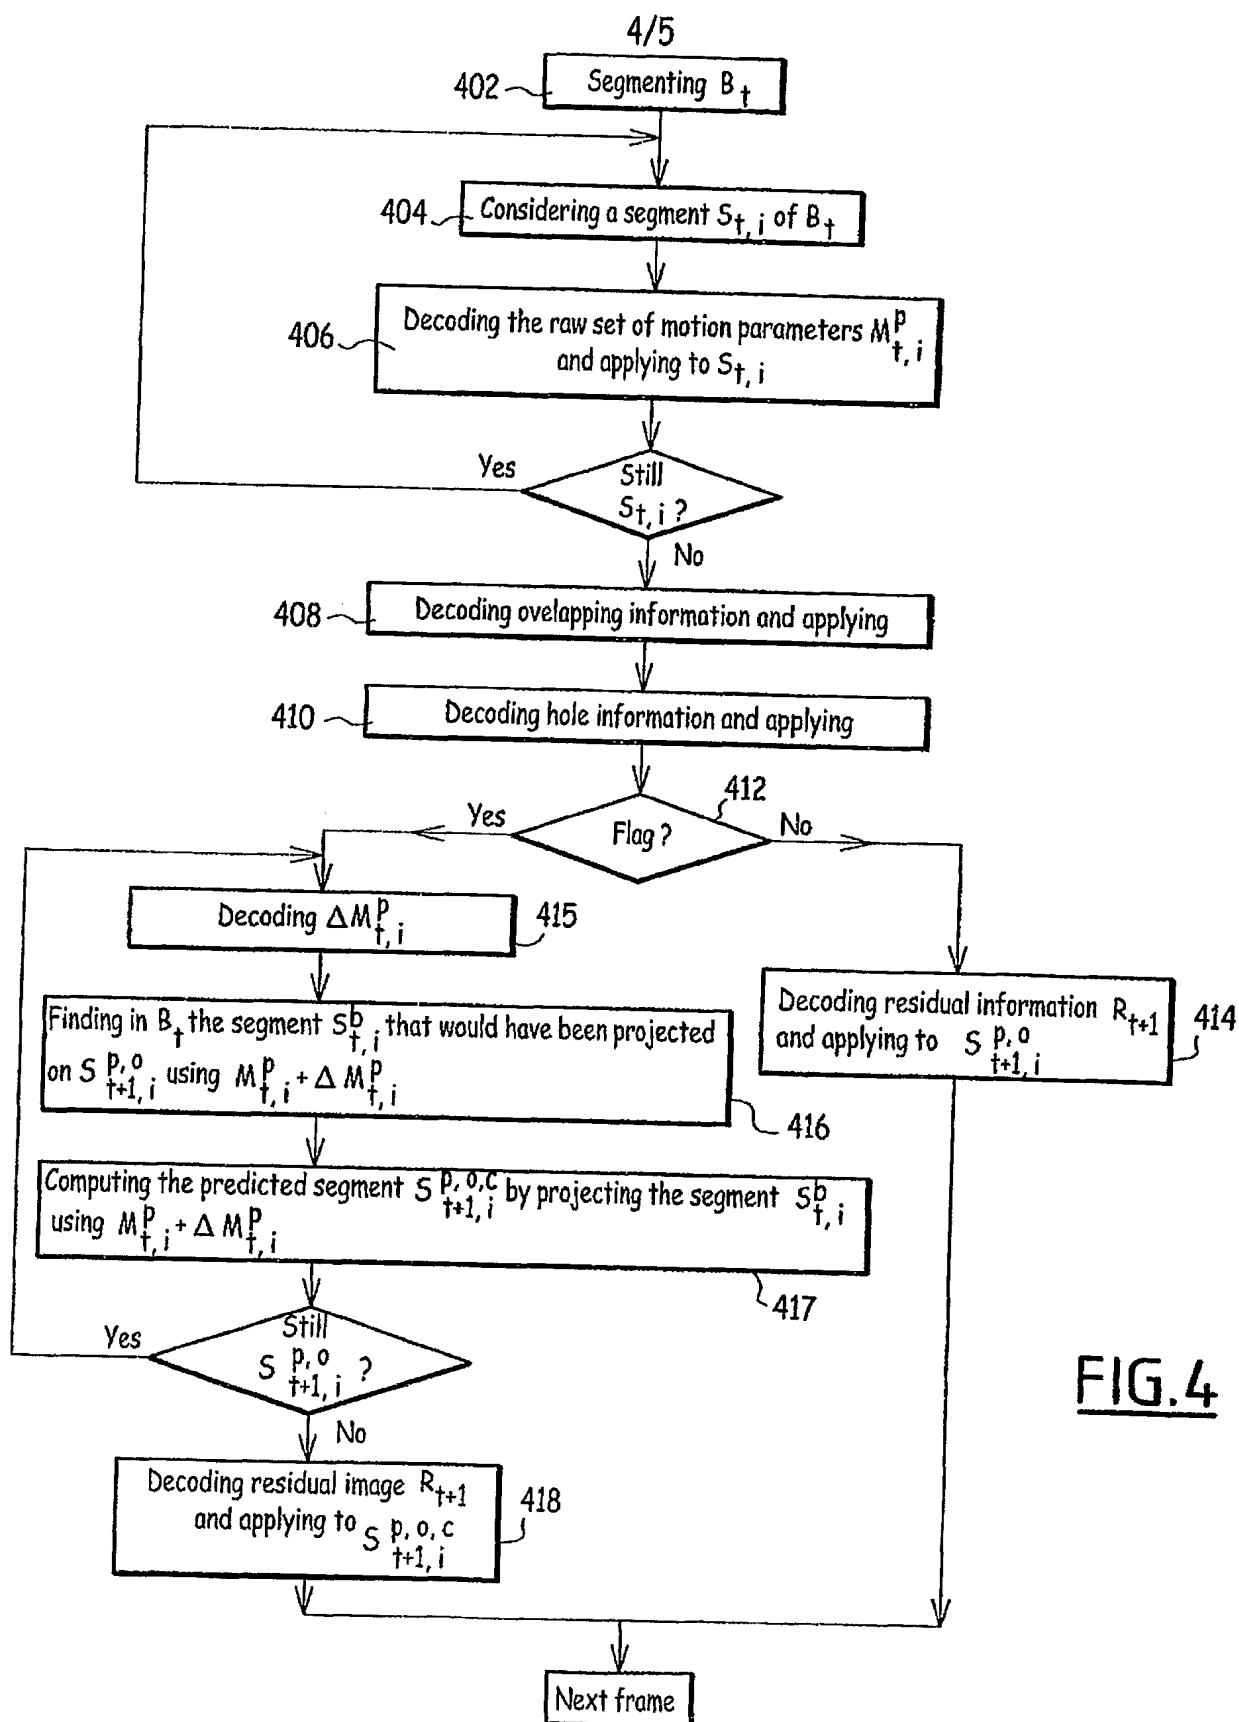 4/5
402
Segmenting B t
404
Considering a segment S t, i of B t
406
Decoding the raw set of motion parameters M p t, i
and applying to S t, i
Yes
Still
S t, i ?
No
408
Decoding ovelapping information and applying
410
Decoding hole information and applying
412
Yes
Flag ?
No
Decoding Δ M p t, i
415
Finding in B t the segment S b t, i that would have been projected
on S p, o t+1, i using M p t, i + Δ M p t, i
416
Decoding residual information R t+1
and applying to S p, o t+1, i
414
Computing the predicted segment S p, o, c t+1, i by projecting the segment S b t, i
using M p t, i + Δ M p t, i
417
Yes
Still
S p, o t+1, i ?
No
FIG. 4
Decoding residual image R t+1
and applying to S p, o, c t+1, i
418
Next frame